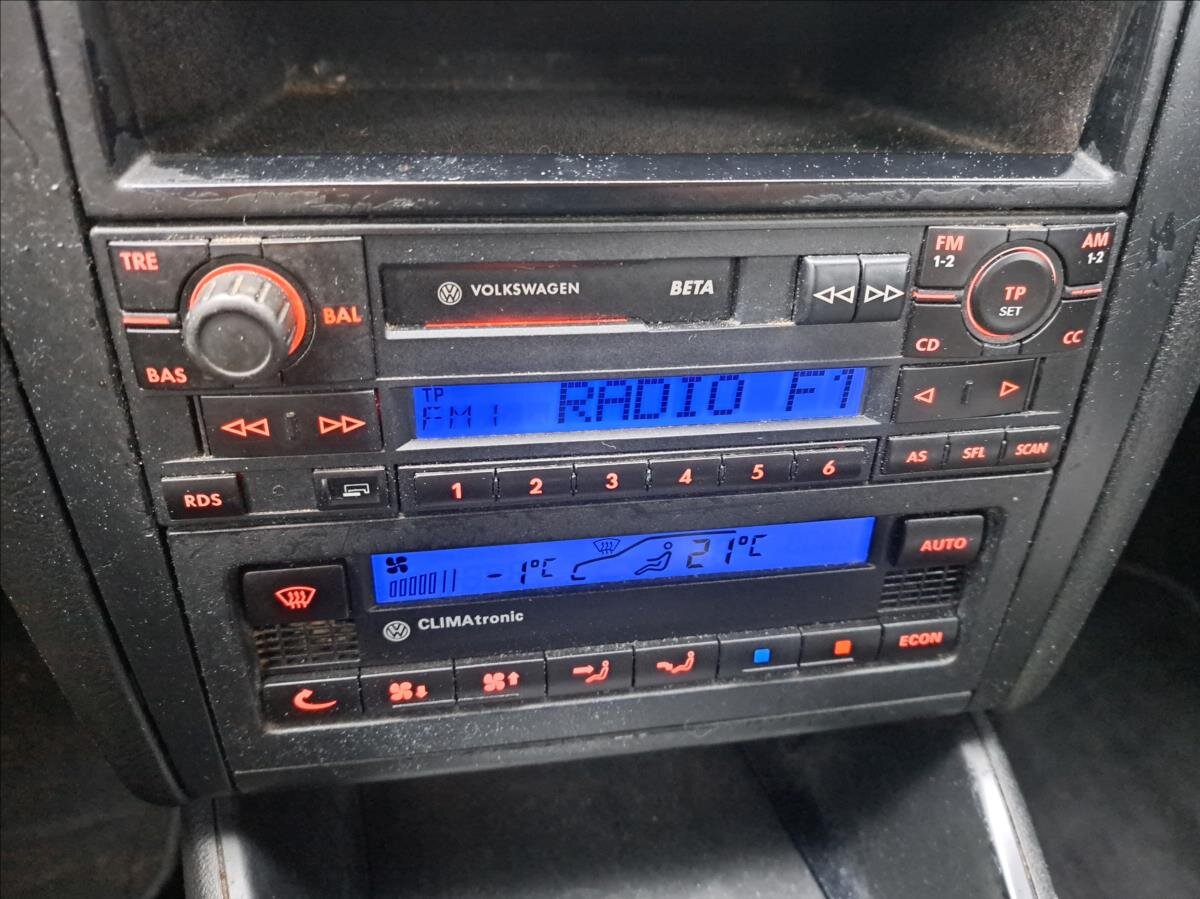 TRE
VOLKSWAGEN BETA
FM 1-2
AM 1-2
BAL
TP SET
BAS
CD
CC
TP
FM1 RADIO F1
RDS
1 2 3 4 5 6
AS SFL SCAN
-1°C 21°C
AUTO
CLIMAtronic
ECON